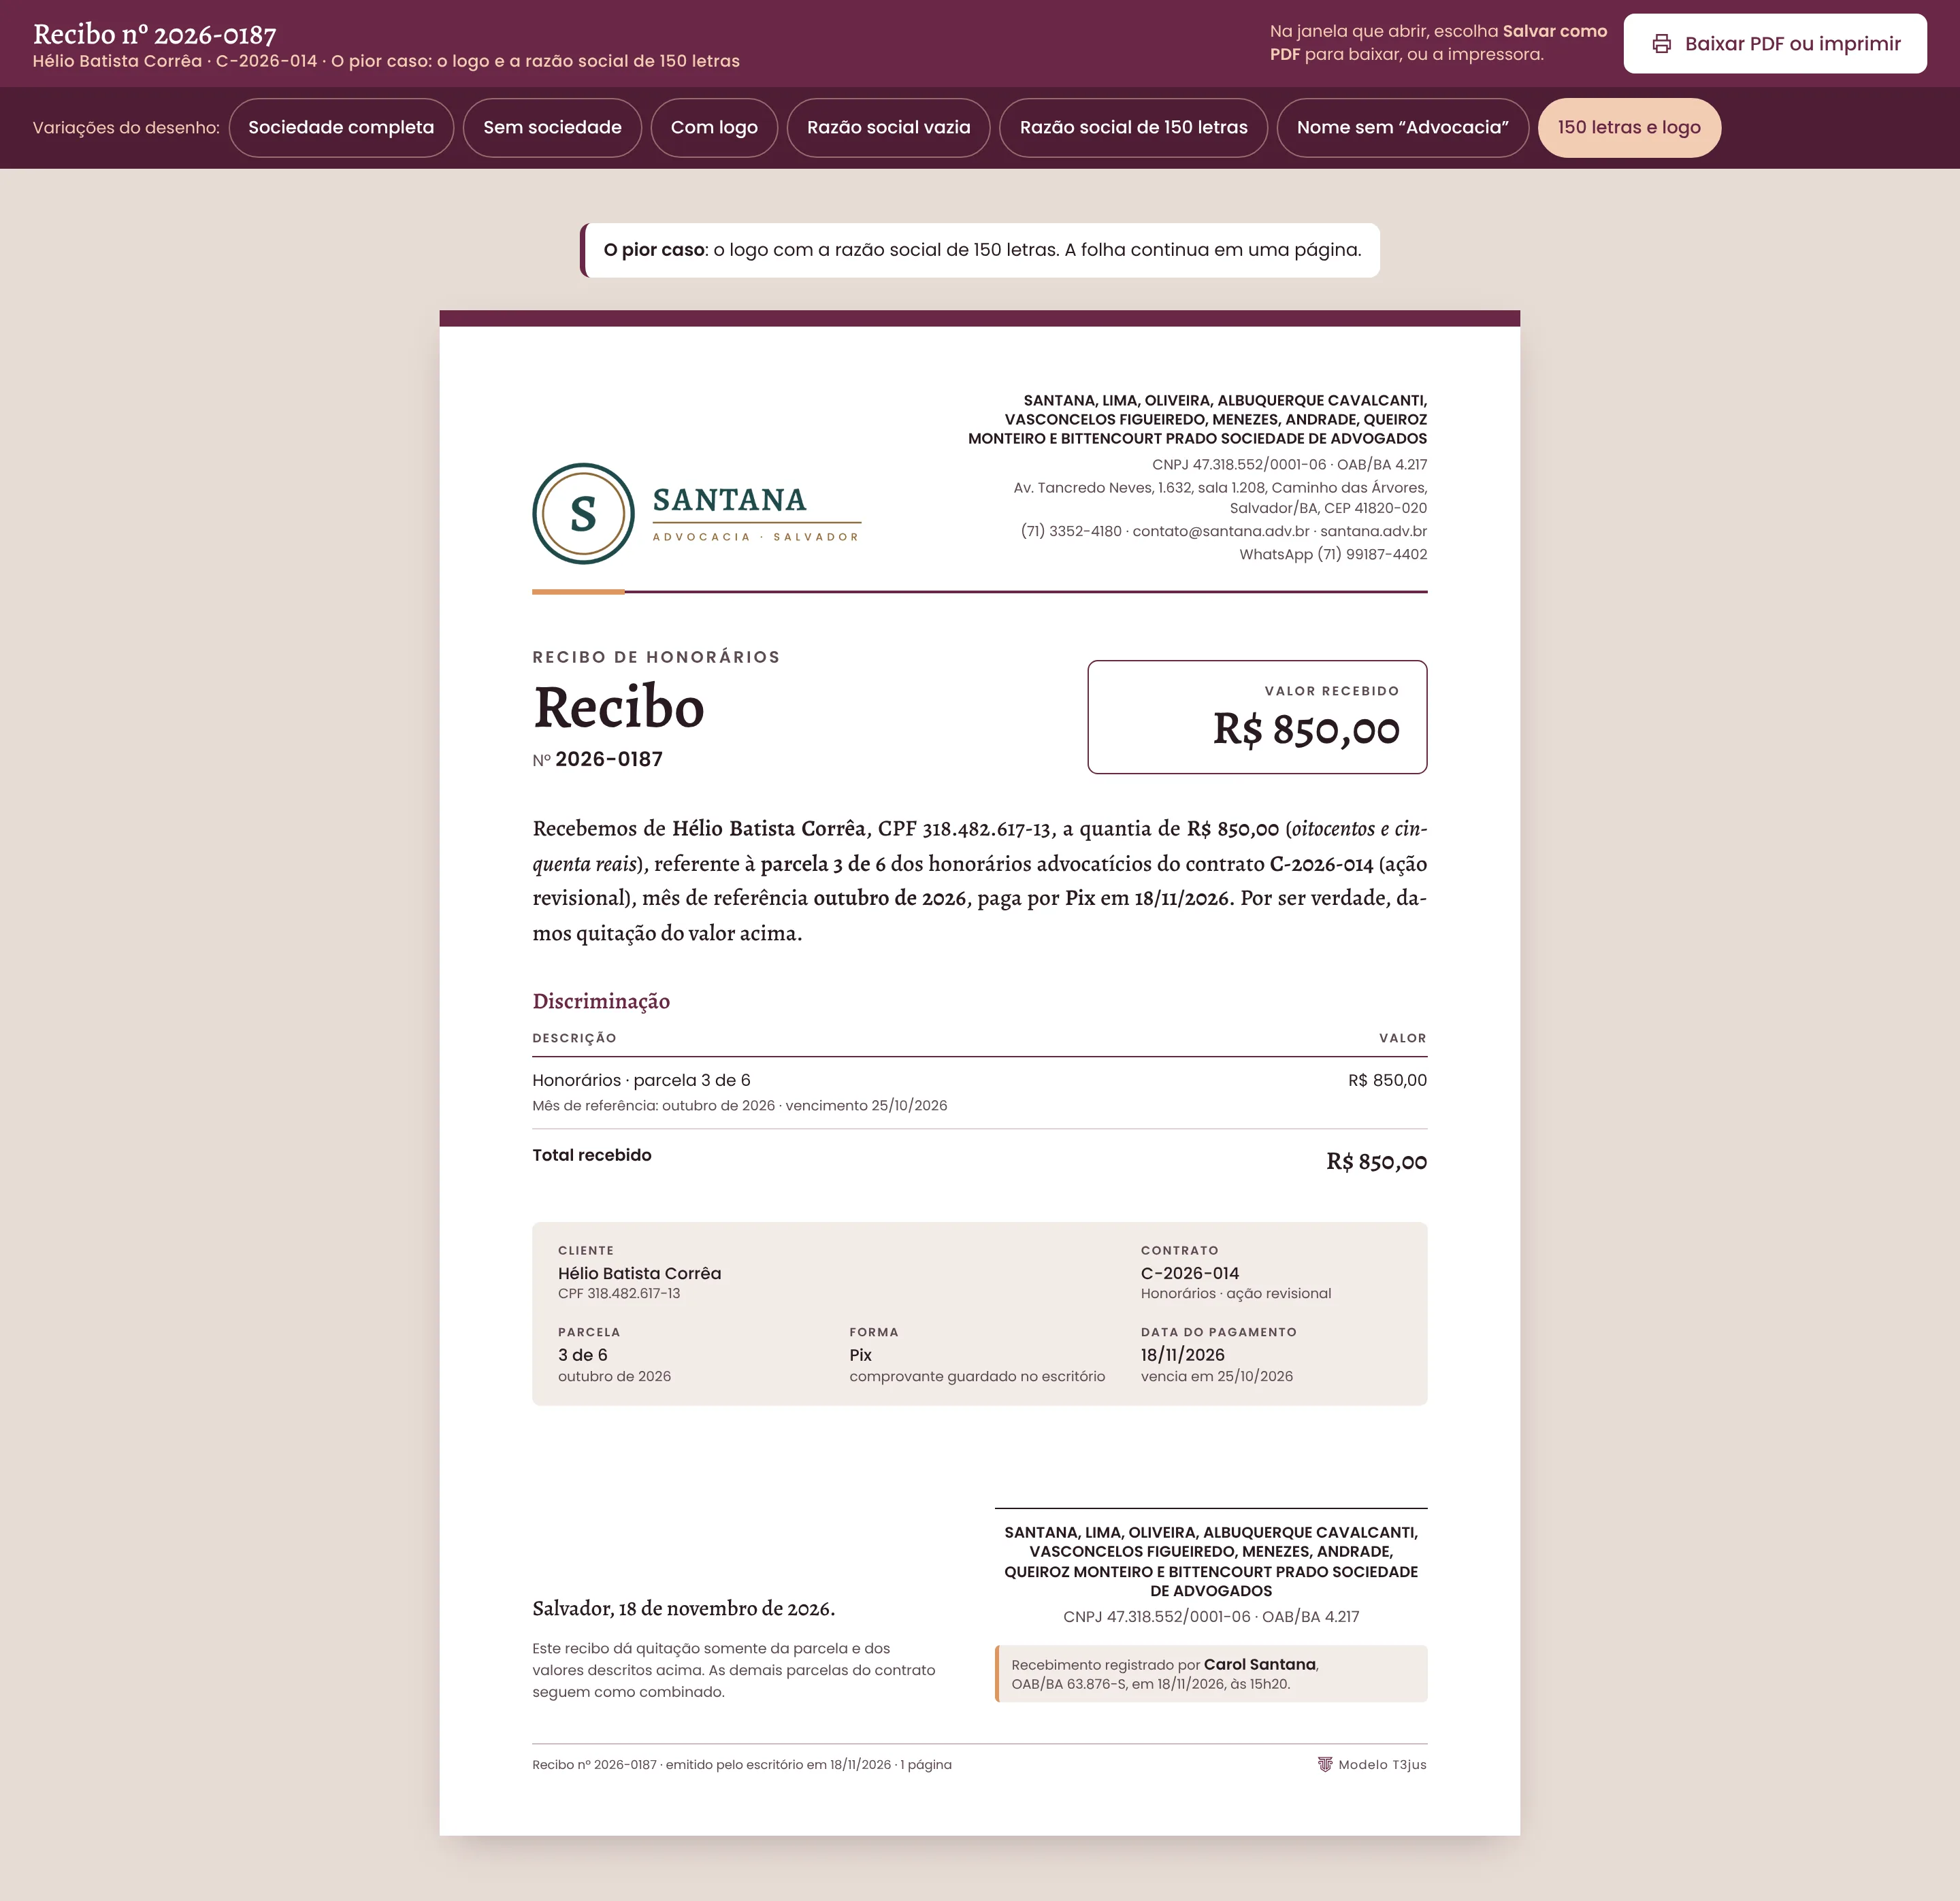 Recibo nº 2026-0187
Hélio Batista Corrêa · C-2026-014 · O pior caso: o logo e a razão social de 150 letras
Na janela que abrir, escolha Salvar como
PDF para baixar, ou a impressora.
Baixar PDF ou imprimir
Variações do desenho:
Sociedade completa
Sem sociedade
Com logo
Razão social vazia
Razão social de 150 letras
Nome sem “Advocacia”
150 letras e logo
O pior caso: o logo com a razão social de 150 letras. A folha continua em uma página.
S
SANTANA
ADVOCACIA · SALVADOR
SANTANA, LIMA, OLIVEIRA, ALBUQUERQUE CAVALCANTI,
VASCONCELOS FIGUEIREDO, MENEZES, ANDRADE, QUEIROZ
MONTEIRO E BITTENCOURT PRADO SOCIEDADE DE ADVOGADOS
CNPJ 47.318.552/0001-06 · OAB/BA 4.217
Av. Tancredo Neves, 1.632, sala 1.208, Caminho das Árvores,
Salvador/BA, CEP 41820-020
(71) 3352-4180 · contato@santana.adv.br · santana.adv.br
WhatsApp (71) 99187-4402
RECIBO DE HONORÁRIOS
Recibo
Nº 2026-0187
VALOR RECEBIDO
R$ 850,00
Recebemos de Hélio Batista Corrêa, CPF 318.482.617-13, a quantia de R$ 850,00 (oitocentos e cin-
quenta reais), referente à parcela 3 de 6 dos honorários advocatícios do contrato C-2026-014 (ação
revisional), mês de referência outubro de 2026, paga por Pix em 18/11/2026. Por ser verdade, da-
mos quitação do valor acima.
Discriminação
DESCRIÇÃO
VALOR
Honorários · parcela 3 de 6
R$ 850,00
Mês de referência: outubro de 2026 · vencimento 25/10/2026
Total recebido
R$ 850,00
CLIENTE
Hélio Batista Corrêa
CPF 318.482.617-13
CONTRATO
C-2026-014
Honorários · ação revisional
PARCELA
3 de 6
outubro de 2026
FORMA
Pix
comprovante guardado no escritório
DATA DO PAGAMENTO
18/11/2026
vencia em 25/10/2026
Salvador, 18 de novembro de 2026.
Este recibo dá quitação somente da parcela e dos
valores descritos acima. As demais parcelas do contrato
seguem como combinado.
SANTANA, LIMA, OLIVEIRA, ALBUQUERQUE CAVALCANTI,
VASCONCELOS FIGUEIREDO, MENEZES, ANDRADE,
QUEIROZ MONTEIRO E BITTENCOURT PRADO SOCIEDADE
DE ADVOGADOS
CNPJ 47.318.552/0001-06 · OAB/BA 4.217
Recebimento registrado por Carol Santana,
OAB/BA 63.876-S, em 18/11/2026, às 15h20.
Recibo nº 2026-0187 · emitido pelo escritório em 18/11/2026 · 1 página
Modelo T3jus